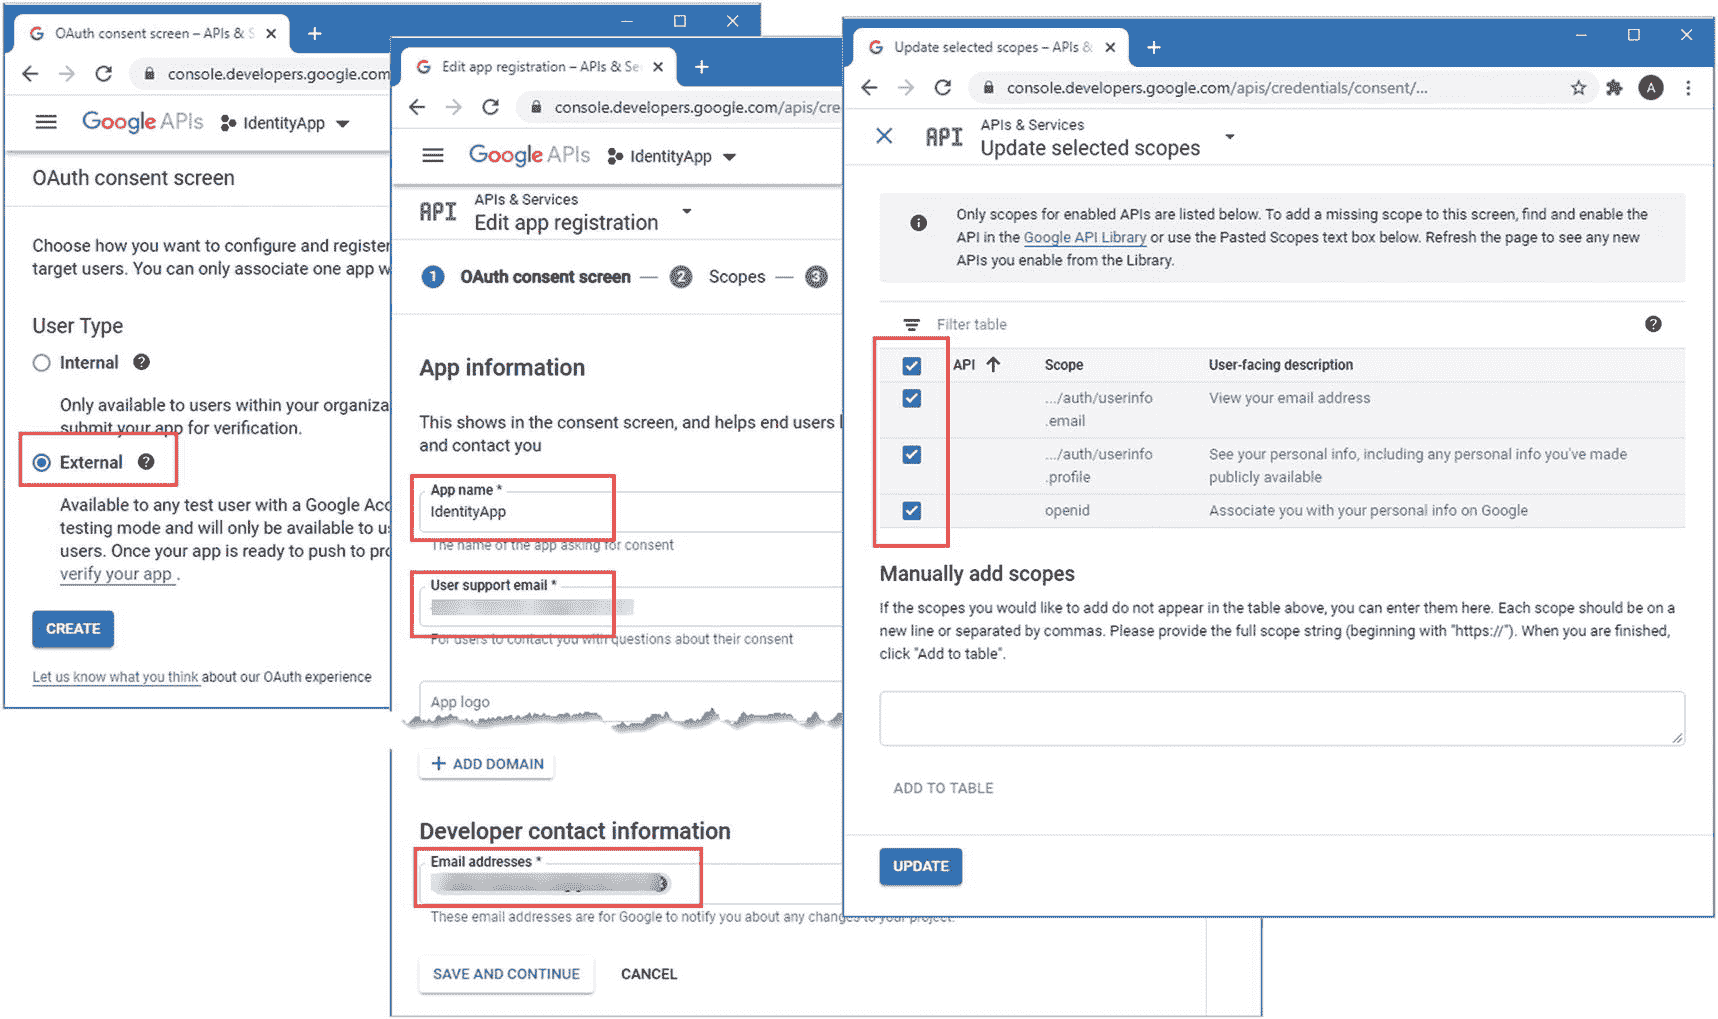 OAuth consent screen – APIs & S
console.developers.google.com
Google APIs
IdentityApp
OAuth consent screen
Choose how you want to configure and register
target users. You can only associate one app w
User Type
Internal
Only available to users within your organiza
submit your app for verification.
External
Available to any test user with a Google Acc
testing mode and will only be available to u
users. Once your app is ready to push to pro
verify your app .
CREATE
Let us know what you think about our OAuth experience
Edit app registration – APIs & Se
console.developers.google.com/apis/cre
Google APIs
IdentityApp
API
APIs & Services
Edit app registration
1 OAuth consent screen — 2 Scopes — 3
App information
This shows in the consent screen, and helps end users
and contact you
App name *
IdentityApp
The name of the app asking for consent
User support email *
For users to contact you with questions about their consent
App logo
+ ADD DOMAIN
Developer contact information
Email addresses *
These email addresses are for Google to notify you about any changes to your project.
SAVE AND CONTINUE CANCEL
Update selected scopes – APIs &
console.developers.google.com/apis/credentials/consent/...
A
API
APIs & Services
Update selected scopes
Only scopes for enabled APIs are listed below. To add a missing scope to this screen, find and enable the
API in the Google API Library or use the Pasted Scopes text box below. Refresh the page to see any new
APIs you enable from the Library.
Filter table
API Scope User-facing description
.../auth/userinfo View your email address
.email
.../auth/userinfo See your personal info, including any personal info you've made
.profile publicly available
openid Associate you with your personal info on Google
Manually add scopes
If the scopes you would like to add do not appear in the table above, you can enter them here. Each scope should be on a
new line or separated by commas. Please provide the full scope string (beginning with "https://"). When you are finished,
click "Add to table".
ADD TO TABLE
UPDATE